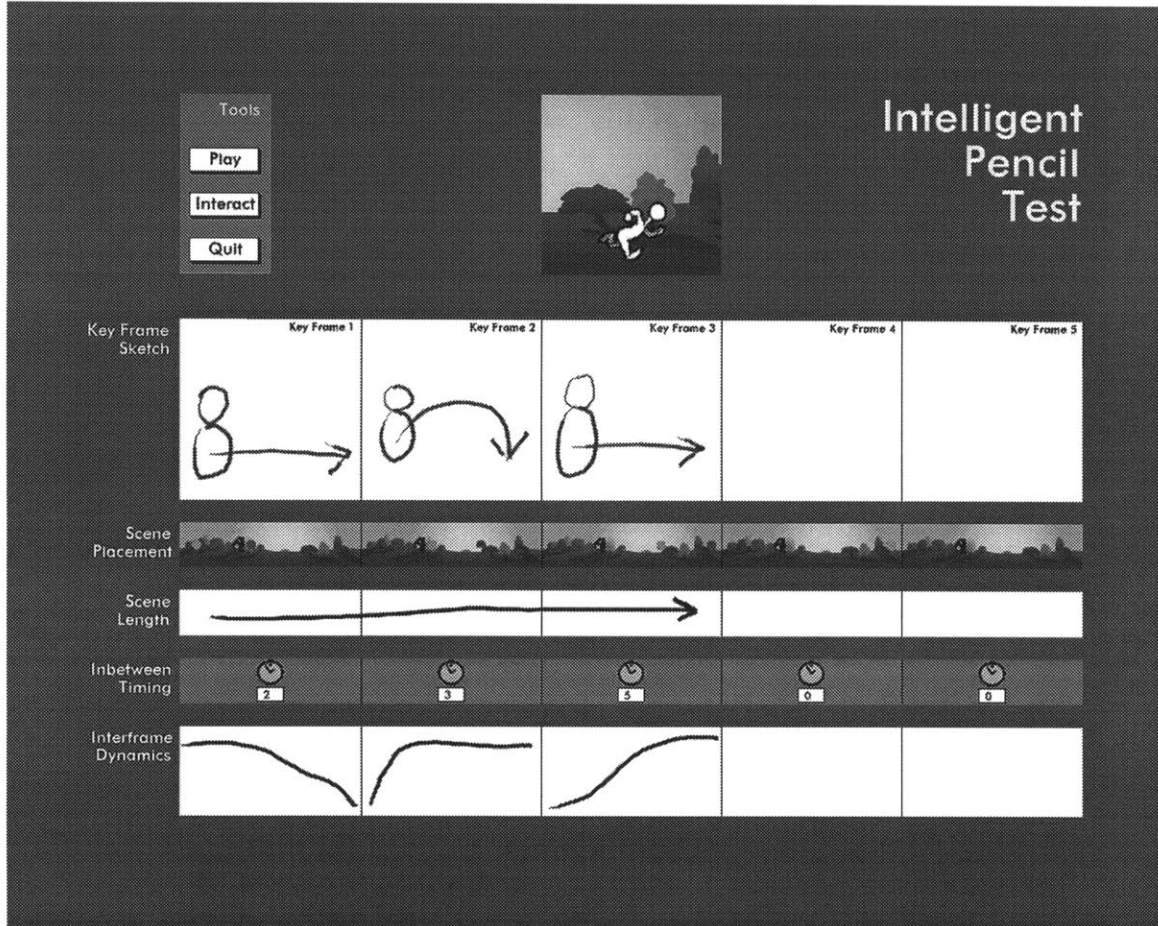 Tools
Play
Interact
Quit
Intelligent
Pencil
Test
Key Frame
Sketch
Key Frame 1
Key Frame 2
Key Frame 3
Key Frame 4
Key Frame 5
Scene
Placement
Scene
Length
Inbetween
Timing
2
3
5
0
0
Interframe
Dynamics